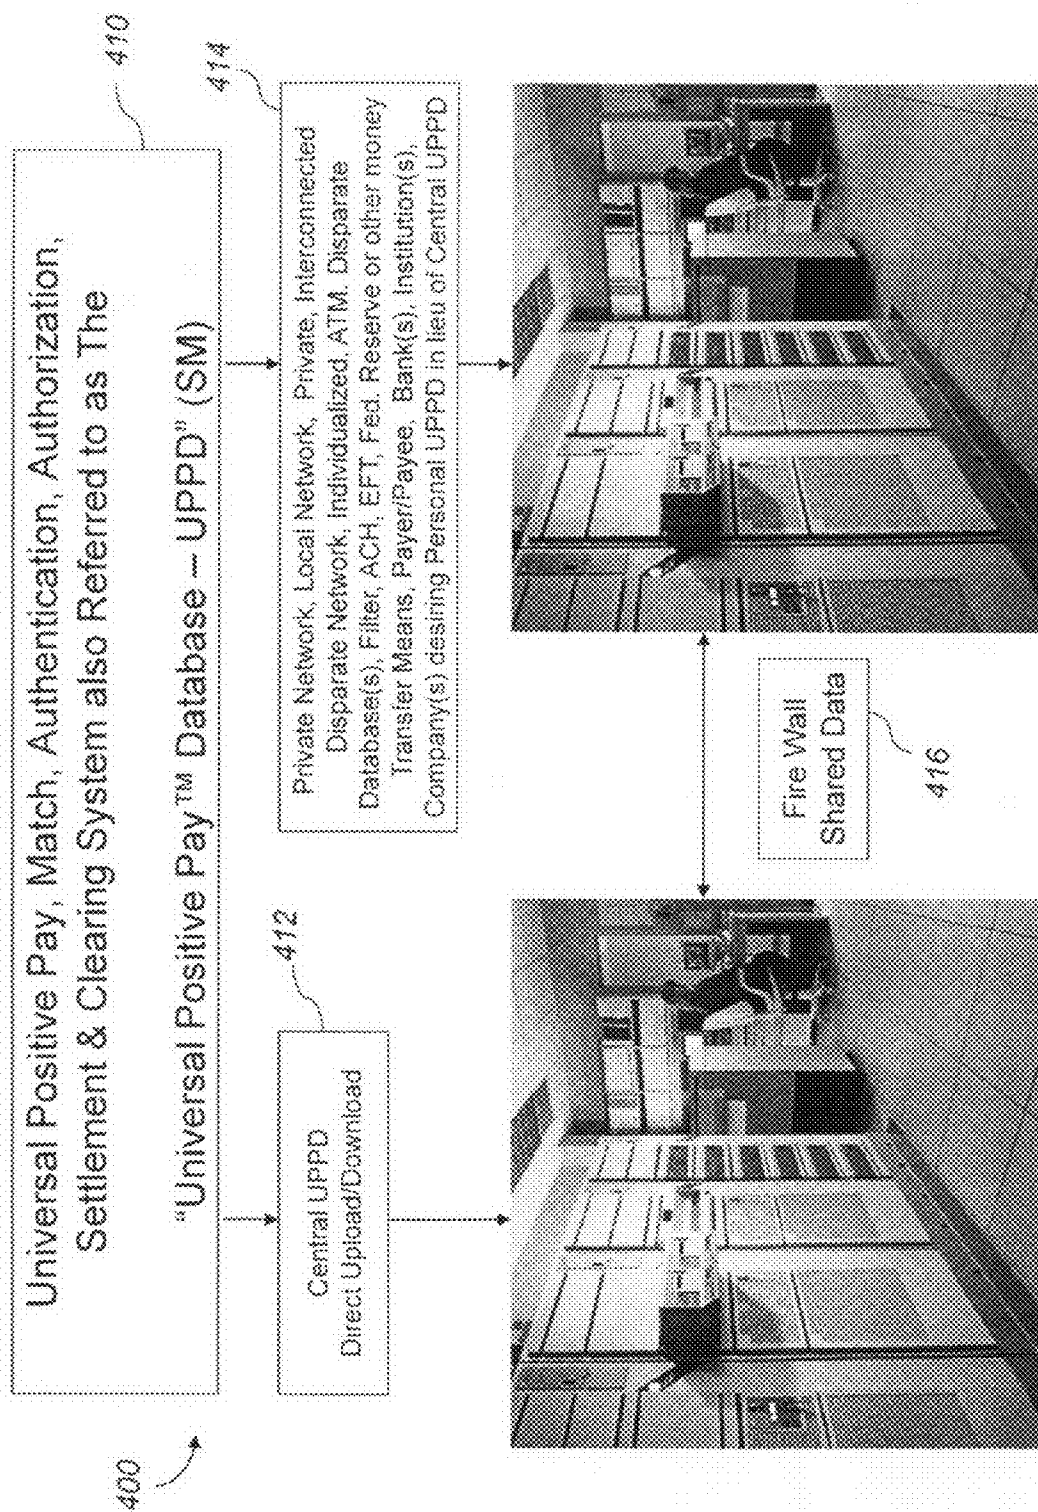 400
410
Universal Positive Pay, Match, Authentication, Authorization,
Settlement & Clearing System also Referred to as The
"Universal Positive Pay™ Database – UPPD" (SM)
412
Central UPPD
Direct Upload/Download
414
Private Network, Local Network, Private, Interconnected
Disparate Network, Individualized, ATM. Disparate
Database(s), Filter, ACH, EFT, Fed. Reserve or other money
Transfer Means, Payer/Payee, Bank(s), Institution(s),
Company(s) desiring Personal UPPD in lieu of Central UPPD
Fire Wall
Shared Data
416